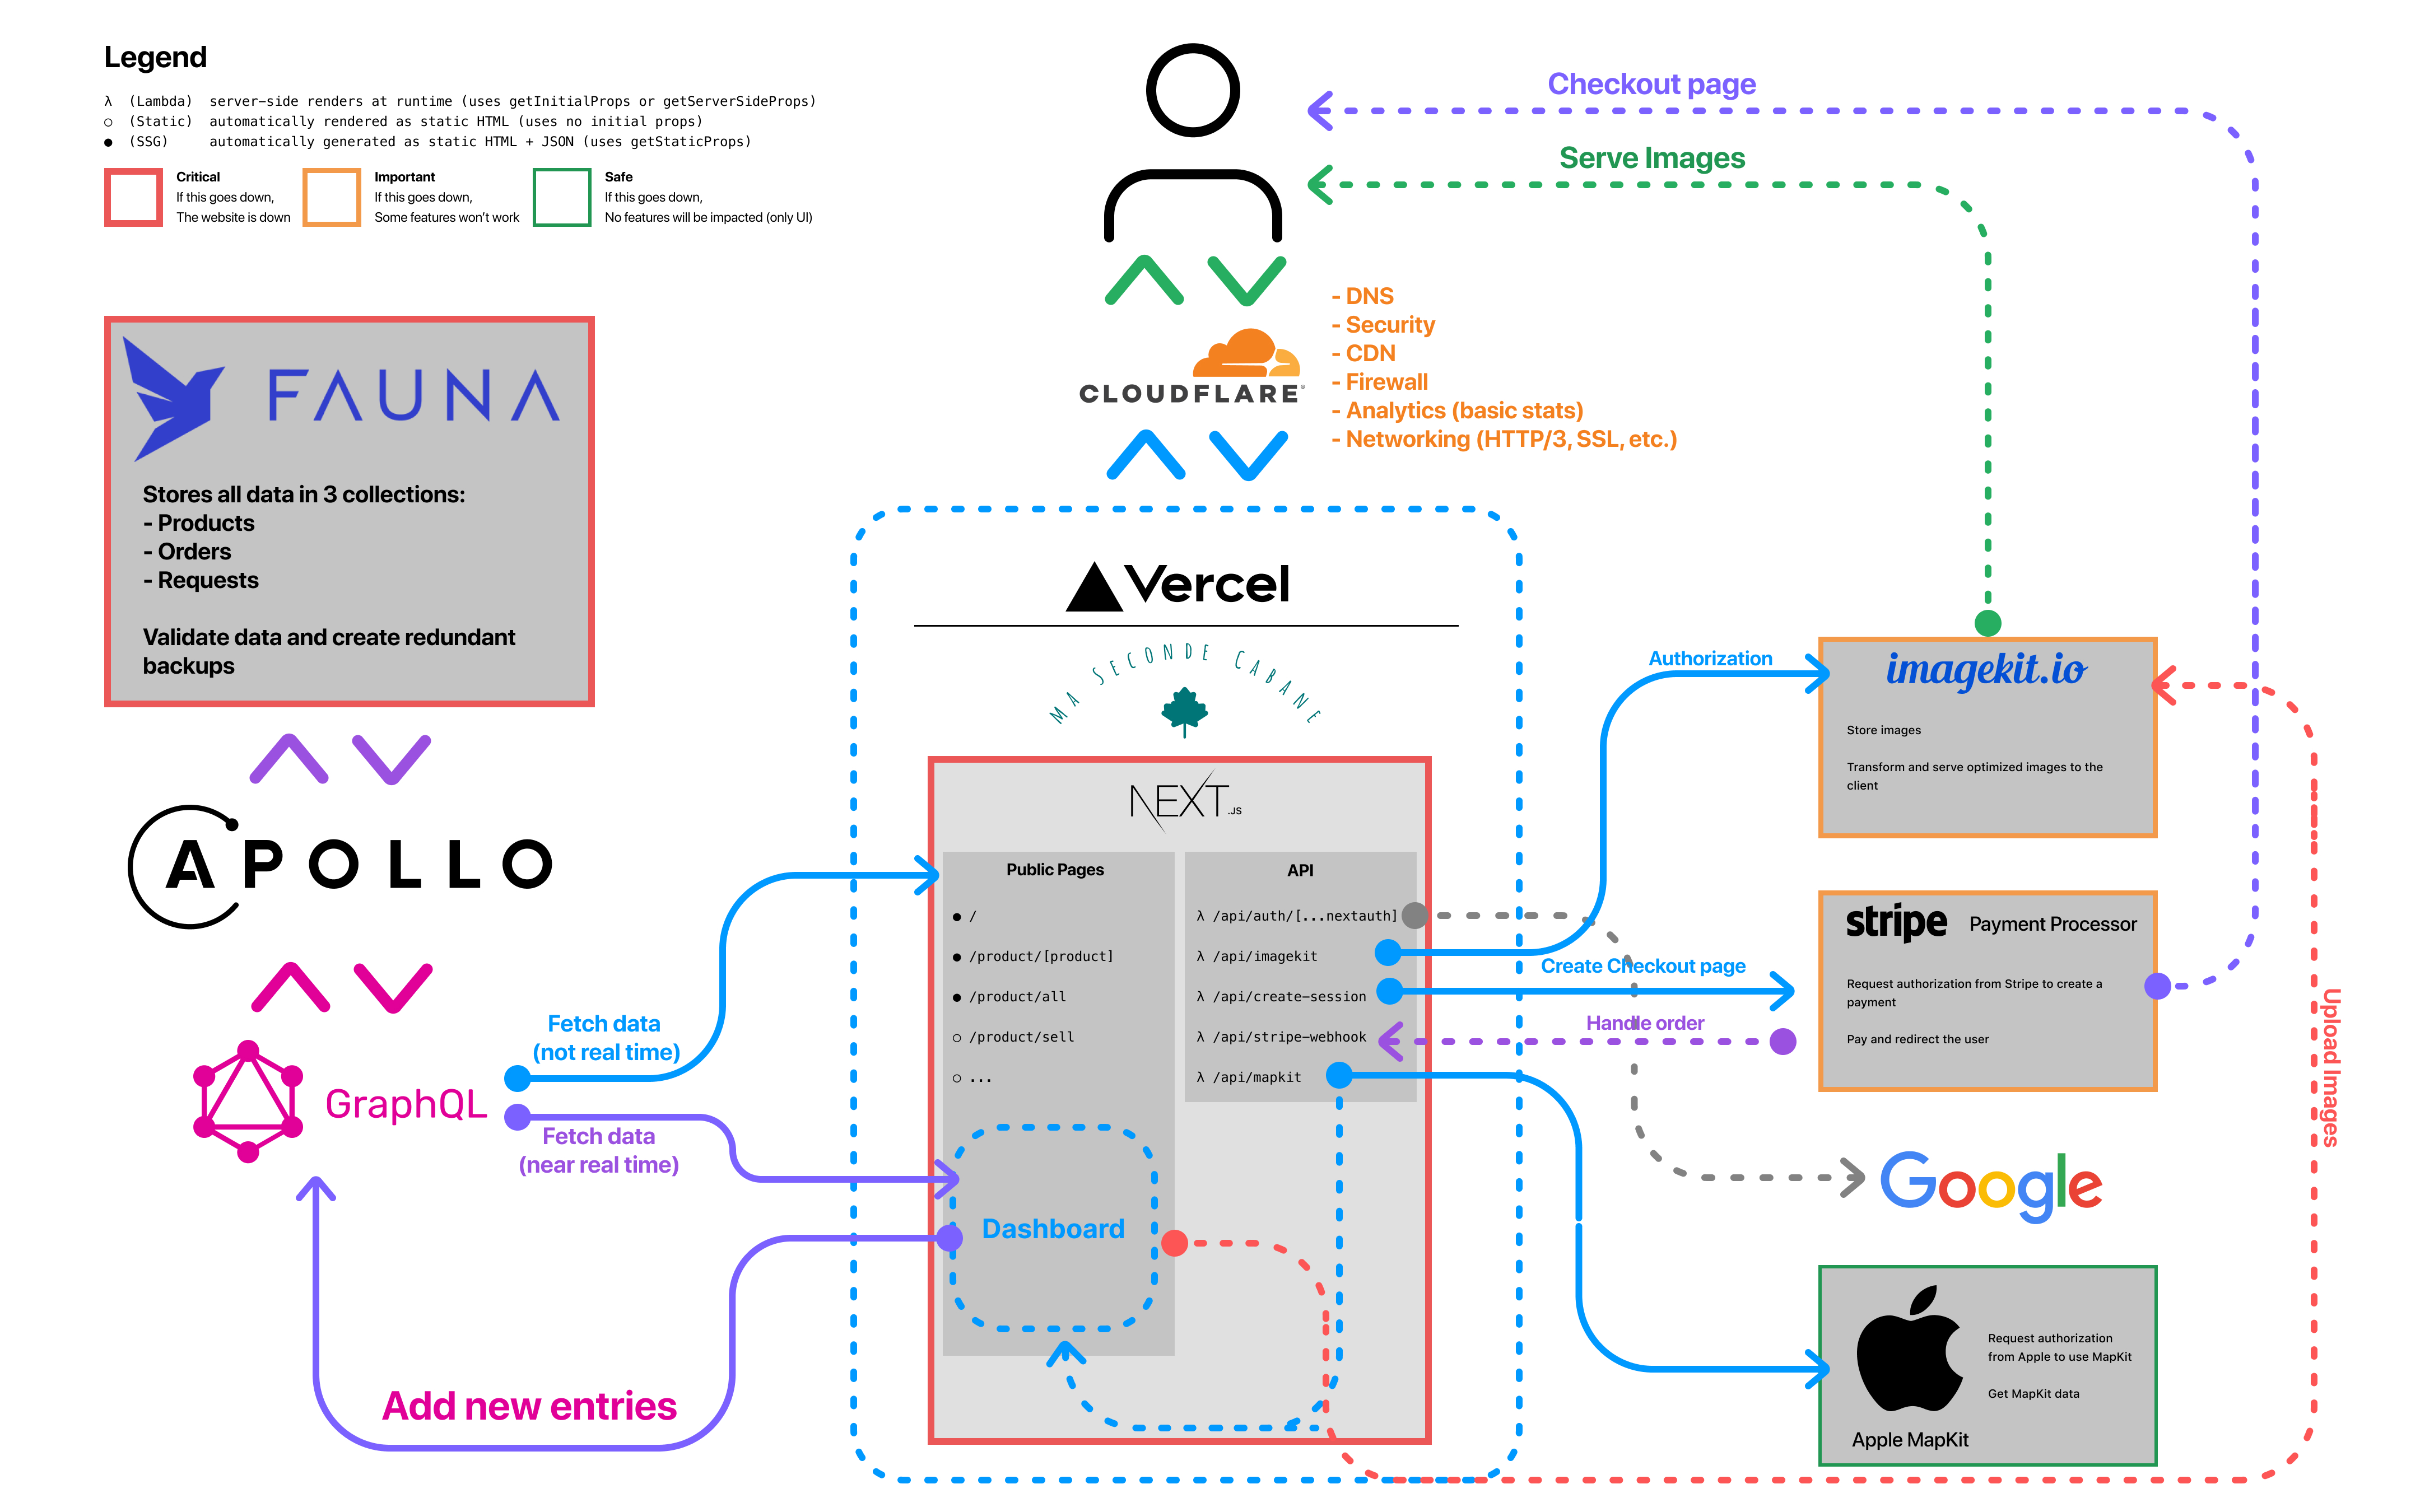 Legend
λ (Lambda) server-side renders at runtime (uses getInitialProps or getServerSideProps)
○ (Static) automatically rendered as static HTML (uses no initial props)
● (SSG) automatically generated as static HTML + JSON (uses getStaticProps)
Critical
If this goes down,
The website is down
Important
If this goes down,
Some features won't work
Safe
If this goes down,
No features will be impacted (only UI)
Checkout page
Serve Images
CLOUDFLARE
- DNS
- Security
- CDN
- Firewall
- Analytics (basic stats)
- Networking (HTTP/3, SSL, etc.)
FAUNA
Stores all data in 3 collections:
- Products
- Orders
- Requests
Validate data and create redundant
backups
APOLLO
GraphQL
Fetch data
(not real time)
Fetch data
(near real time)
Add new entries
Vercel
MA SECONDE CABANE
NEXT.JS
Public Pages
● /
● /product/[product]
● /product/all
○ /product/sell
○ ...
Dashboard
API
λ /api/auth/[...nextauth]
λ /api/imagekit
λ /api/create-session
λ /api/stripe-webhook
λ /api/mapkit
Authorization
Create Checkout page
Handle order
imagekit.io
Store images
Transform and serve optimized images to the
client
stripe Payment Processor
Request authorization from Stripe to create a
payment
Pay and redirect the user
Upload Images
Google
Request authorization
from Apple to use MapKit
Get MapKit data
Apple MapKit